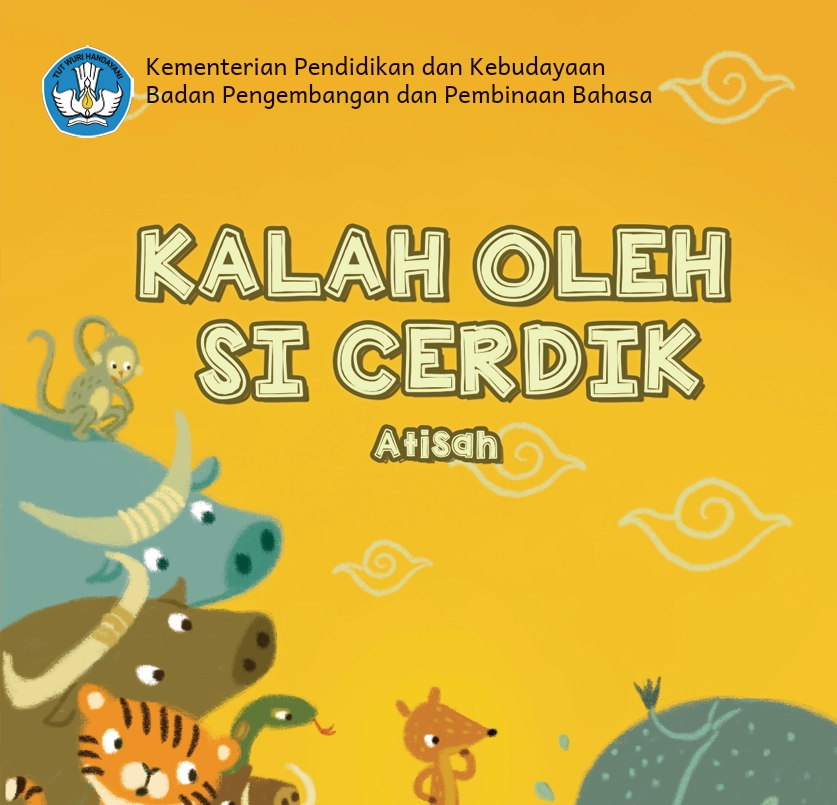 TUT WURI HANDAYANI
Kementerian Pendidikan dan Kebudayaan
Badan Pengembangan dan Pembinaan Bahasa
KALAH OLEH
SI CERDIK
Atisah